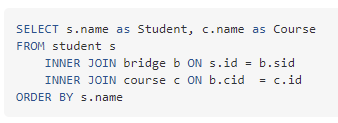 SELECT s.name as Student, c.name as Course
FROM student s
    INNER JOIN bridge b ON s.id = b.sid
    INNER JOIN course c ON b.cid  = c.id
ORDER BY s.name